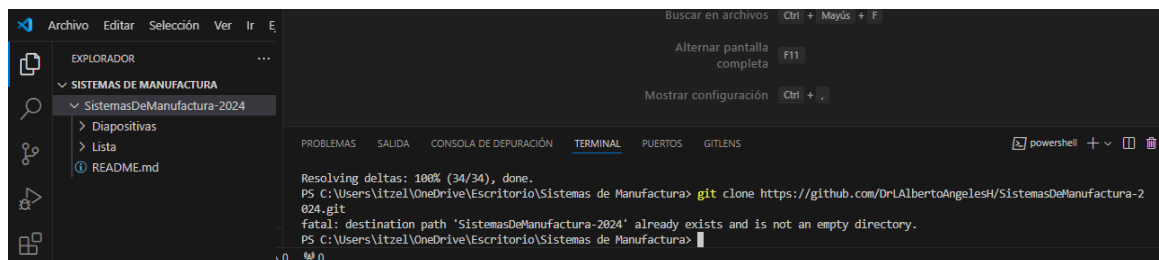 Archivo Editar Selección Ver Ir
Buscar en archivos Ctrl + Mayús + F
Alternar pantalla completa F11
Mostrar configuración Ctrl + ,
EXPLORADOR ...
SISTEMAS DE MANUFACTURA
SistemasDeManufactura-2024
Diapositivas
Lista
README.md
PROBLEMAS SALIDA CONSOLA DE DEPURACIÓN TERMINAL PUERTOS GITLENS powershell
Resolving deltas: 100% (34/34), done.
PS C:\Users\itzel\OneDrive\Escritorio\Sistemas de Manufactura> git clone https://github.com/DrLAlbertoAngelesH/SistemasDeManufactura-2
024.git
fatal: destination path 'SistemasDeManufactura-2024' already exists and is not an empty directory.
PS C:\Users\itzel\OneDrive\Escritorio\Sistemas de Manufactura>